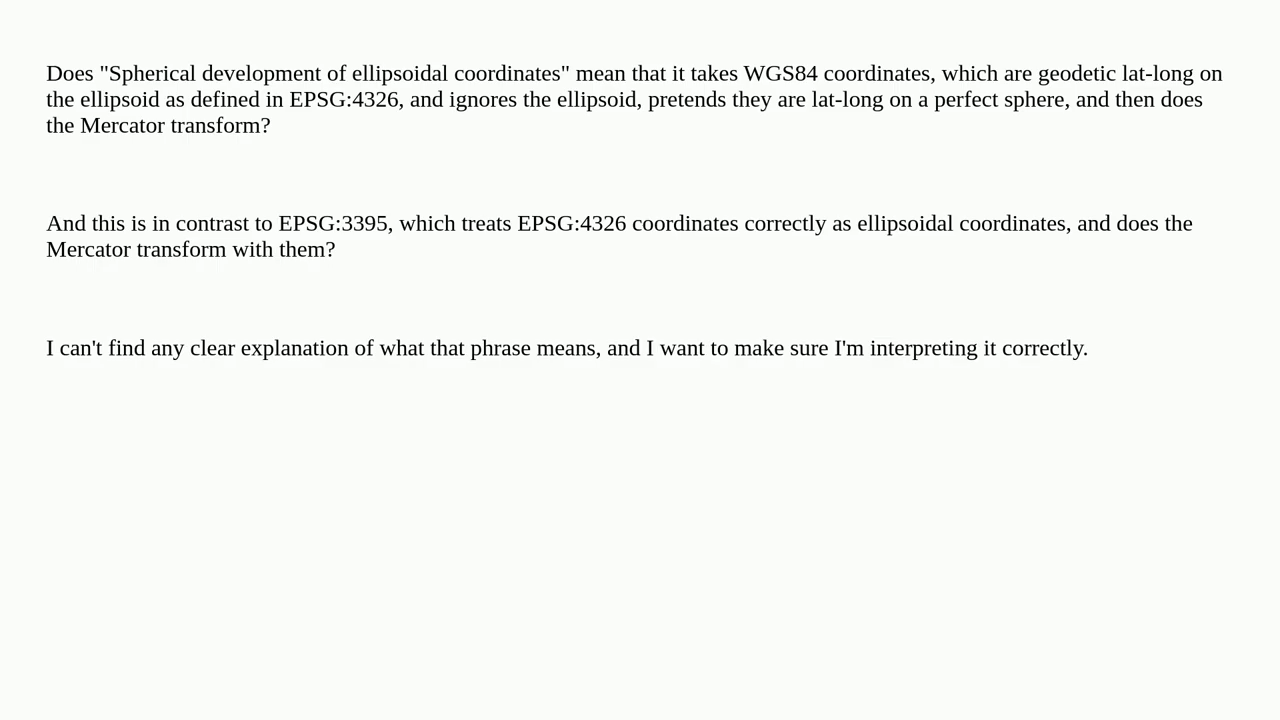 Does "Spherical development of ellipsoidal coordinates" mean that it takes WGS84 coordinates, which are geodetic lat-long on
the ellipsoid as defined in EPSG:4326, and ignores the ellipsoid, pretends they are lat-long on a perfect sphere, and then does
the Mercator transform?
And this is in contrast to EPSG:3395, which treats EPSG:4326 coordinates correctly as ellipsoidal coordinates, and does the
Mercator transform with them?
I can't find any clear explanation of what that phrase means, and I want to make sure I'm interpreting it correctly.